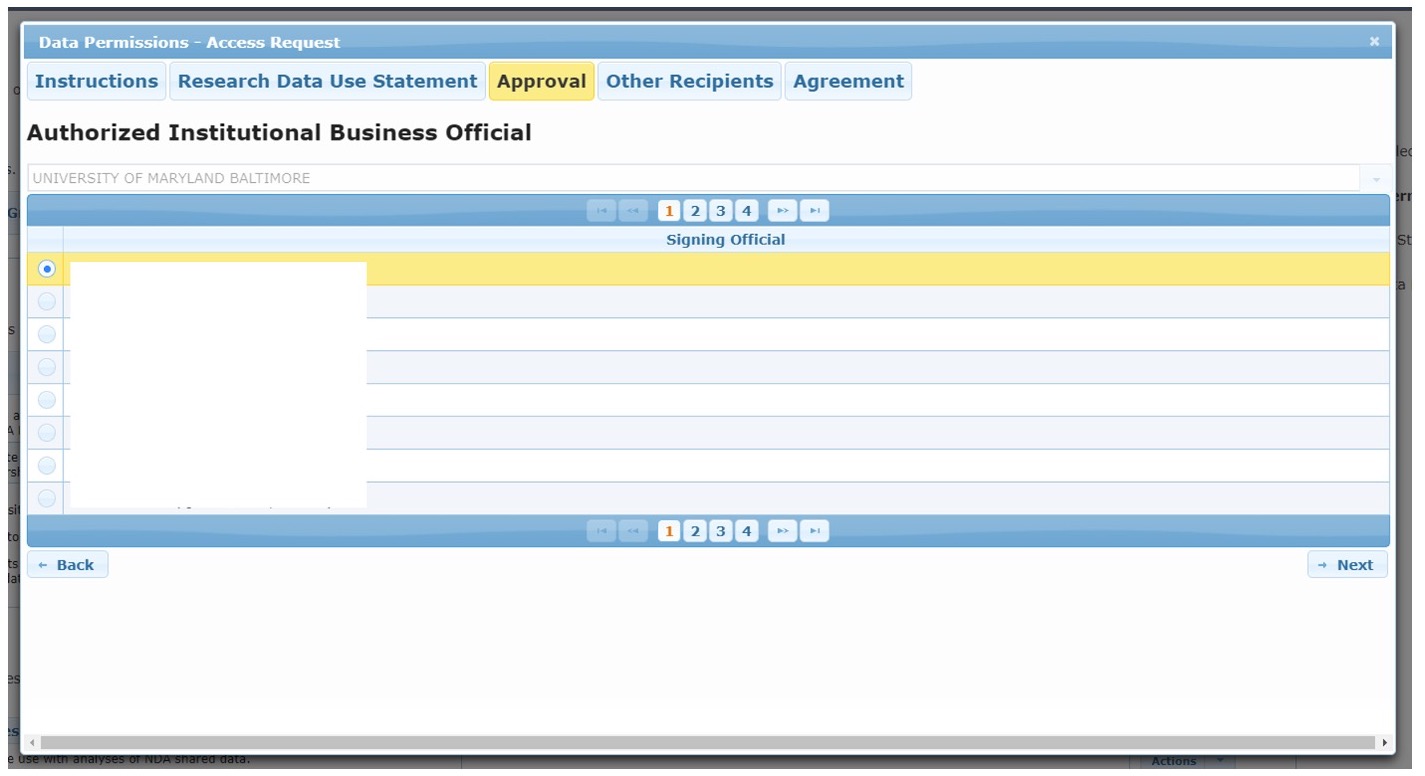 Data Permissions - Access Request
Instructions Research Data Use Statement Approval Other Recipients Agreement
Authorized Institutional Business Official
UNIVERSITY OF MARYLAND BALTIMORE
1 2 3 4
Signing Official
1 2 3 4
← Back
→ Next
e use with analyses of NDA shared data.
Actions